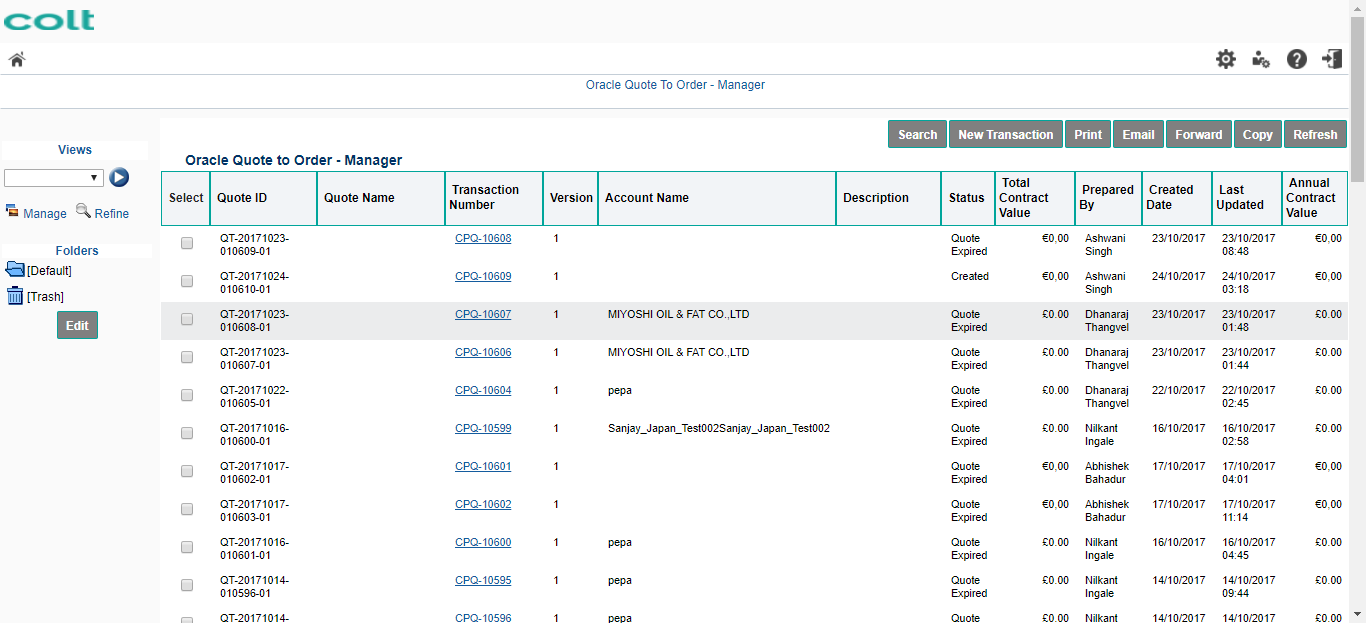 colt
Oracle Quote To Order - Manager
Search New Transaction Print Email Forward Copy Refresh
Views
Manage Refine
Folders
[Default]
[Trash]
Edit
Oracle Quote to Order - Manager
Select Quote ID Quote Name Transaction Number Version Account Name Description Status Total Contract Value Prepared By Created Date Last Updated Annual Contract Value
QT-20171023- CPQ-10608 1 Quote €0,00 Ashwani 23/10/2017 23/10/2017 €0,00
010609-01 Expired Singh 08:48
QT-20171024- CPQ-10609 1 Created €0,00 Ashwani 24/10/2017 24/10/2017 €0,00
010610-01 Singh 03:18
QT-20171023- CPQ-10607 1 MIYOSHI OIL & FAT CO.,LTD Quote £0.00 Dhanaraj 23/10/2017 23/10/2017 £0.00
010608-01 Expired Thangvel 01:48
QT-20171023- CPQ-10606 1 MIYOSHI OIL & FAT CO.,LTD Quote £0.00 Dhanaraj 23/10/2017 23/10/2017 £0.00
010607-01 Expired Thangvel 01:44
QT-20171022- CPQ-10604 1 pepa Quote £0.00 Dhanaraj 22/10/2017 22/10/2017 £0.00
010605-01 Expired Thangvel 02:45
QT-20171016- CPQ-10599 1 Sanjay_Japan_Test002Sanjay_Japan_Test002 Quote £0.00 Nilkant 16/10/2017 16/10/2017 £0.00
010600-01 Expired Ingale 02:58
QT-20171017- CPQ-10601 1 Quote €0,00 Abhishek 17/10/2017 17/10/2017 €0,00
010602-01 Expired Bahadur 04:01
QT-20171017- CPQ-10602 1 Quote €0,00 Abhishek 17/10/2017 17/10/2017 €0,00
010603-01 Expired Bahadur 11:14
QT-20171016- CPQ-10600 1 pepa Quote £0.00 Nilkant 16/10/2017 16/10/2017 £0.00
010601-01 Expired Ingale 04:45
QT-20171014- CPQ-10595 1 pepa Quote £0.00 Nilkant 14/10/2017 14/10/2017 £0.00
010596-01 Expired Ingale 09:44
QT-20171014- CPQ-10596 1 pepa Quote £0.00 Nilkant 14/10/2017 14/10/2017 £0.00